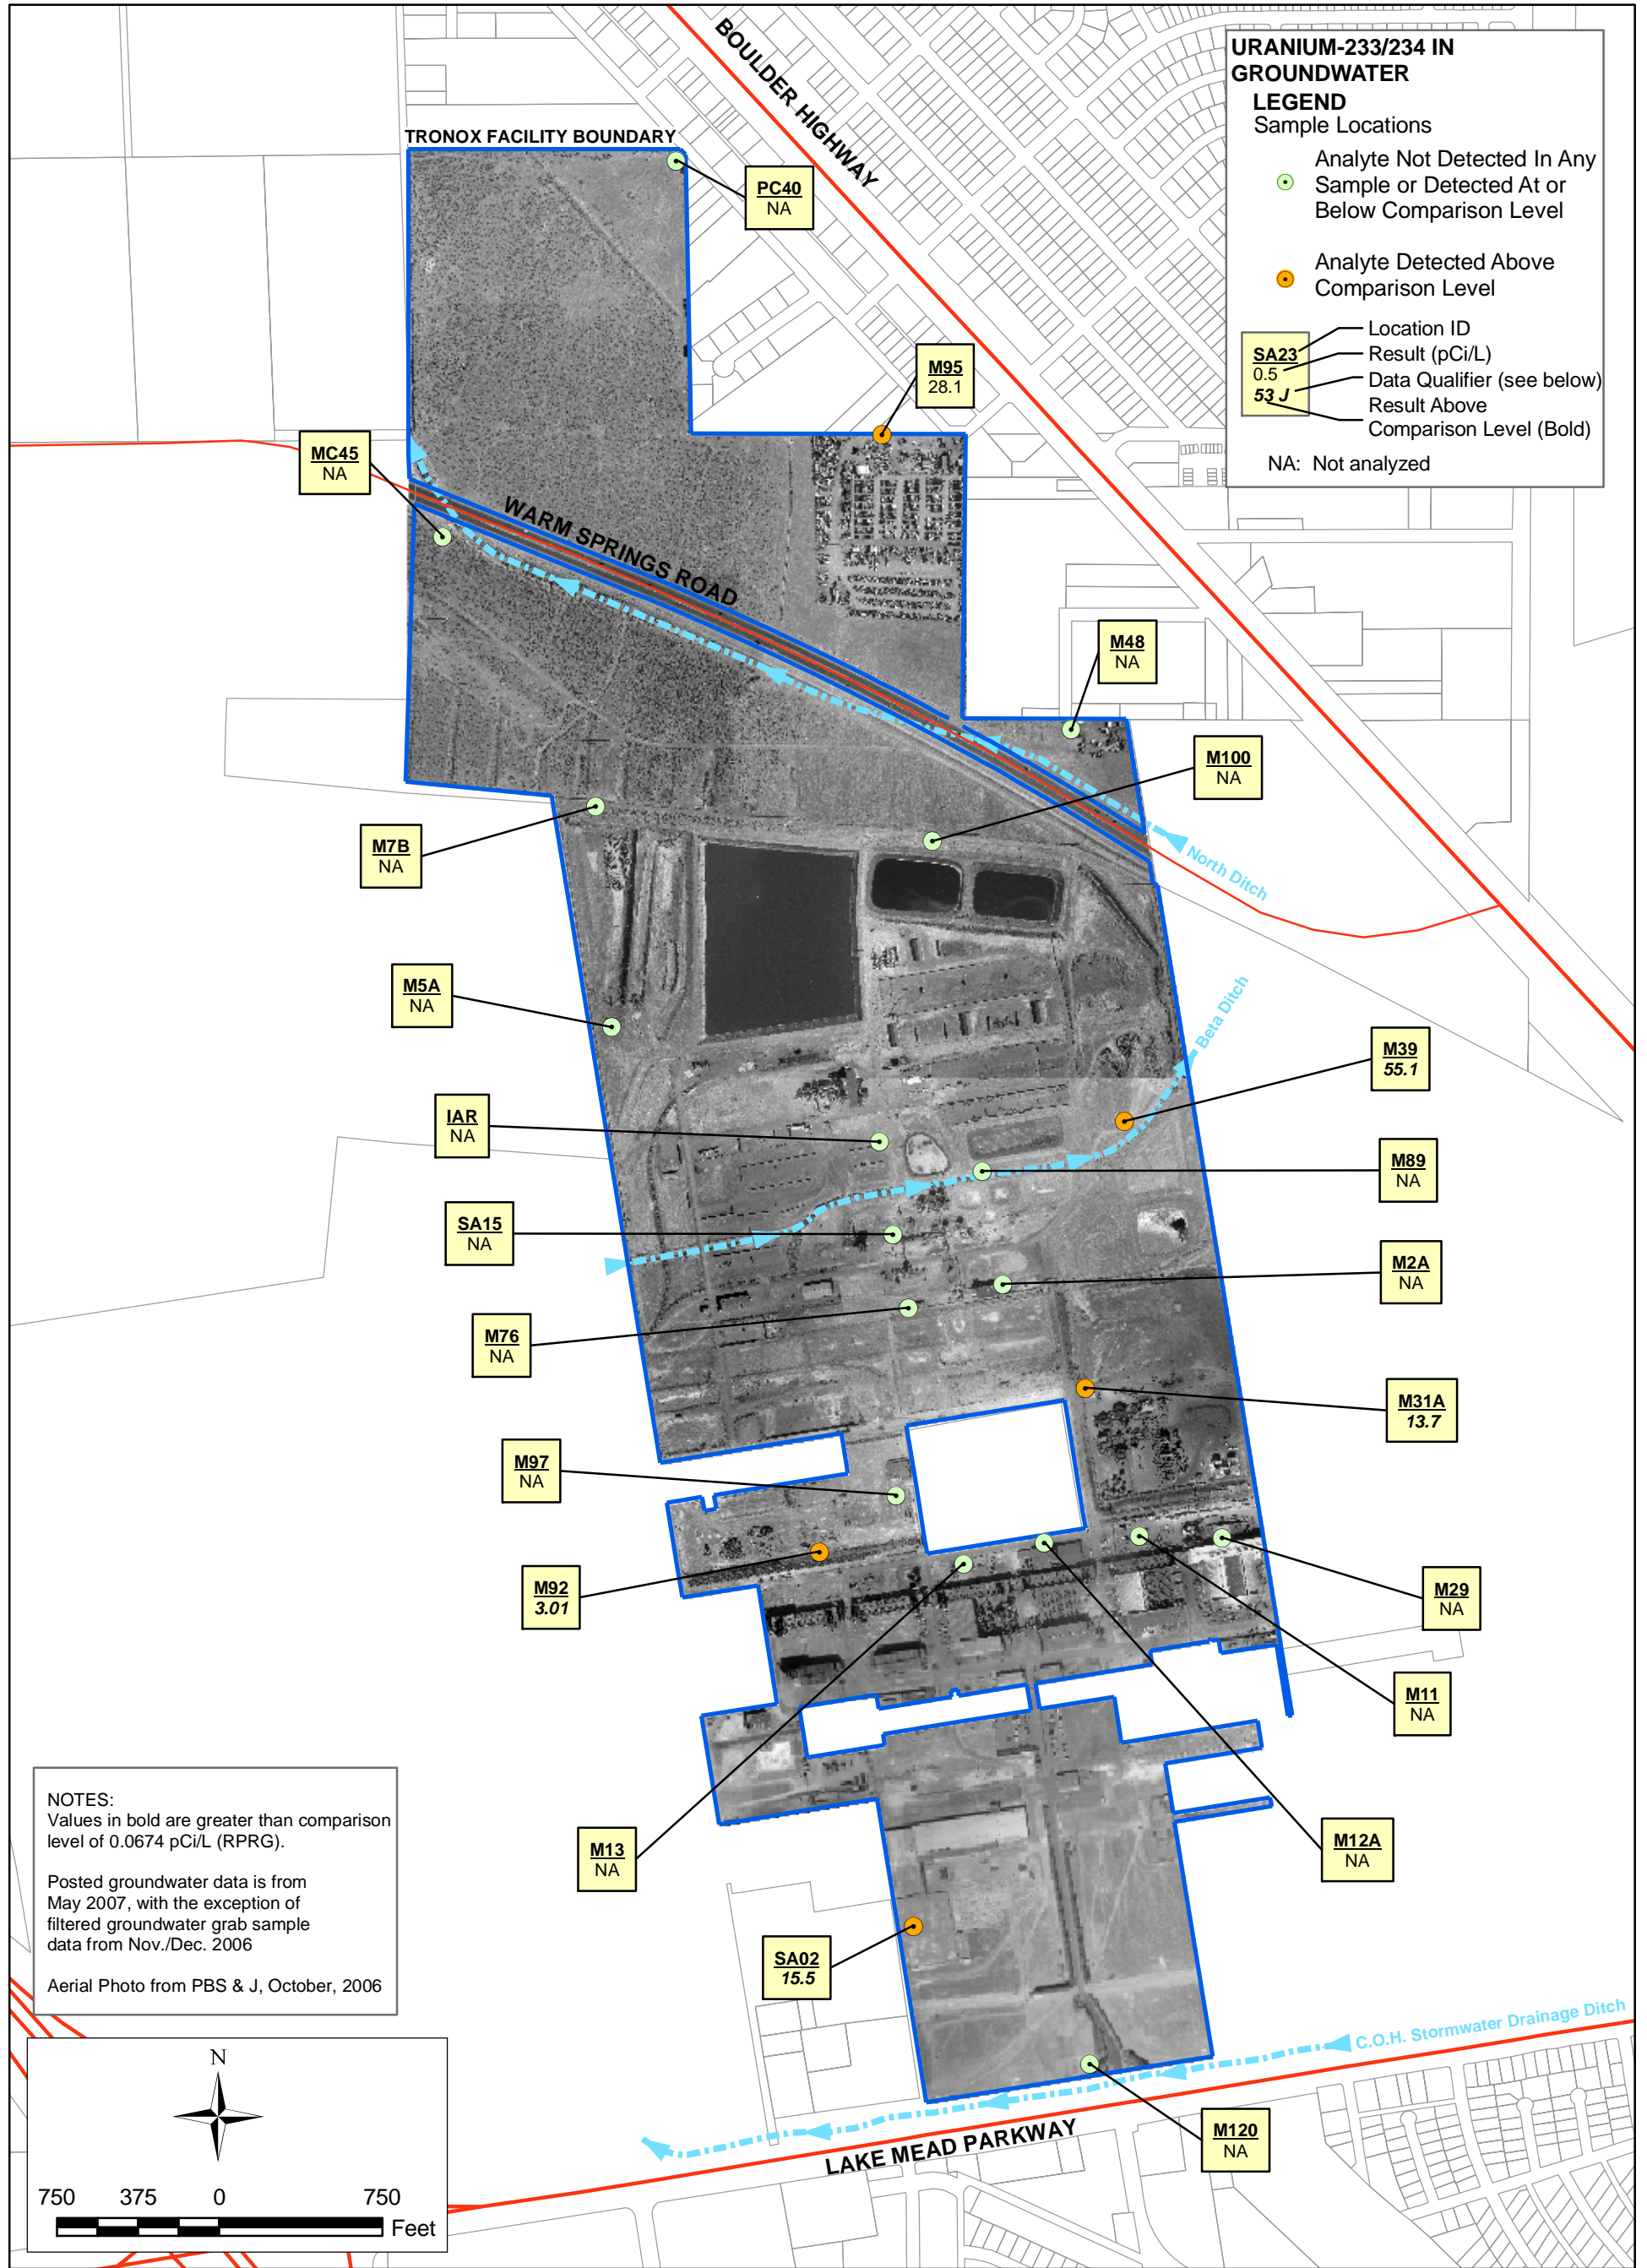 URANIUM-233/234 IN
GROUNDWATER
LEGEND
Sample Locations
Analyte Not Detected In Any
Sample or Detected At or
Below Comparison Level
Analyte Detected Above
Comparison Level
SA23
0.5
53 J
Location ID
Result (pCi/L)
Data Qualifier (see below)
Result Above
Comparison Level (Bold)
NA: Not analyzed
BOULDER HIGHWAY
TRONOX FACILITY BOUNDARY
PC40
NA
M95
28.1
MC45
NA
WARM SPRINGS ROAD
M48
NA
M100
NA
M7B
NA
North Ditch
M5A
NA
Beta Ditch
M39
55.1
IAR
NA
M89
NA
SA15
NA
M2A
NA
M76
NA
M31A
13.7
M97
NA
M92
3.01
M29
NA
M11
NA
M13
NA
M12A
NA
SA02
15.5
NOTES:
Values in bold are greater than comparison
level of 0.0674 pCi/L (RPRG).
Posted groundwater data is from
May 2007, with the exception of
filtered groundwater grab sample
data from Nov./Dec. 2006
Aerial Photo from PBS & J, October, 2006
C.O.H. Stormwater Drainage Ditch
LAKE MEAD PARKWAY
M120
NA
N
750 375 0 750
Feet